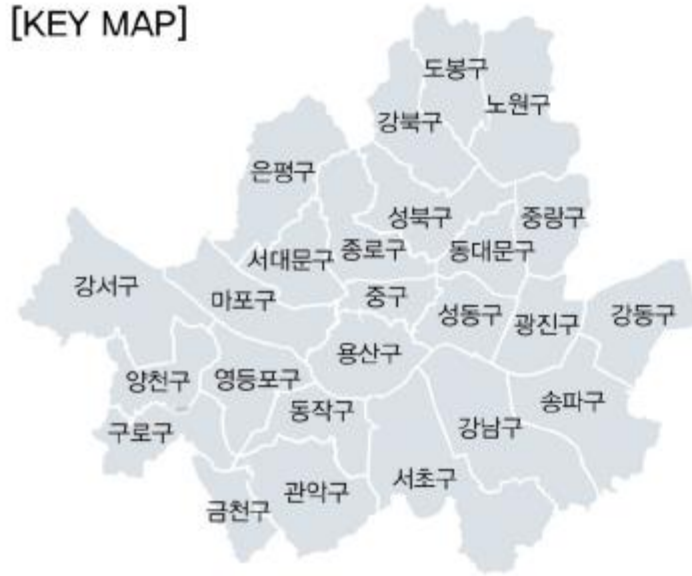 [KEY MAP]
도봉구
노원구
강북구
은평구
성북구
중랑구
서대문구
종로구
동대문구
강서구
마포구
중구
성동구
광진구
강동구
용산구
양천구
영등포구
동작구
송파구
구로구
강남구
서초구
관악구
금천구